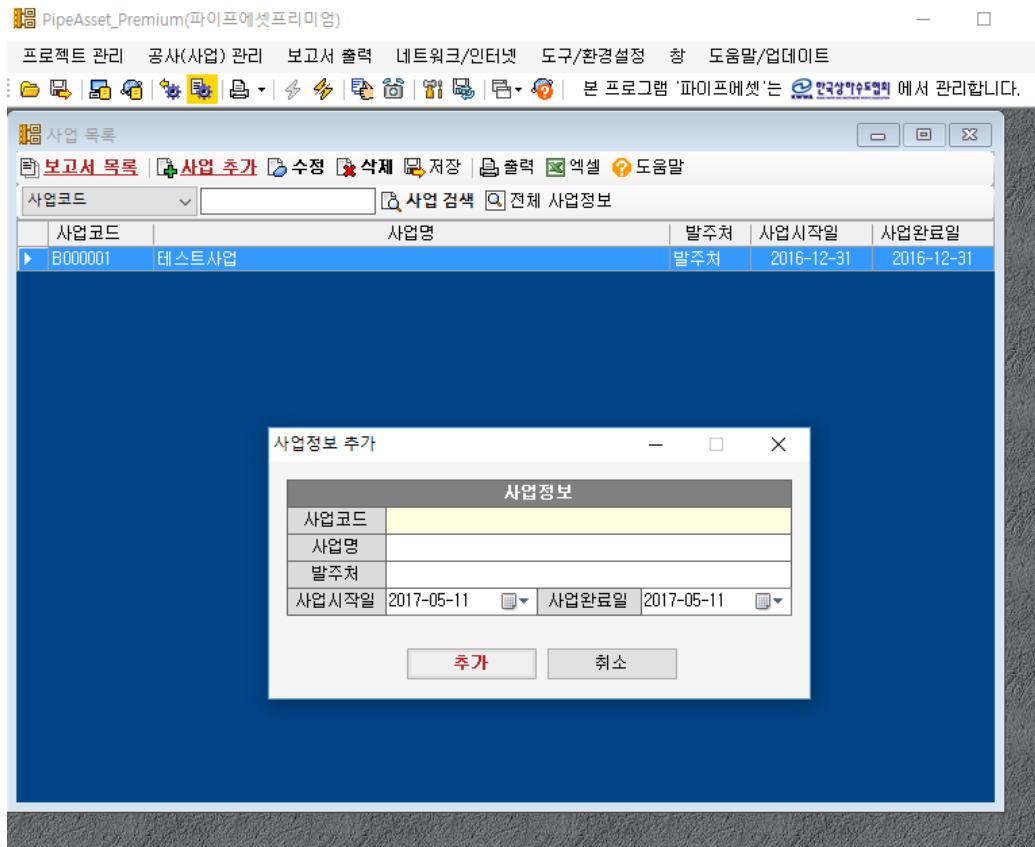 PipeAsset_Premium(파이프에셋프리미엄)
프로젝트 관리 공사(사업) 관리 보고서 출력 네트워크/인터넷 도구/환경설정 창 도움말/업데이트
본 프로그램 '파이프에셋'는 한국상하수도협회 에서 관리합니다.
사업 목록
보고서 목록 사업 추가 수정 삭제 저장 출력 엑셀 도움말
사업코드 사업 검색 전체 사업정보
사업코드 사업명 발주처 사업시작일 사업완료일
B000001 테스트사업 발주처 2016-12-31 2016-12-31
사업정보 추가
사업정보
사업코드
사업명
발주처
사업시작일 2017-05-11 사업완료일 2017-05-11
추가 취소